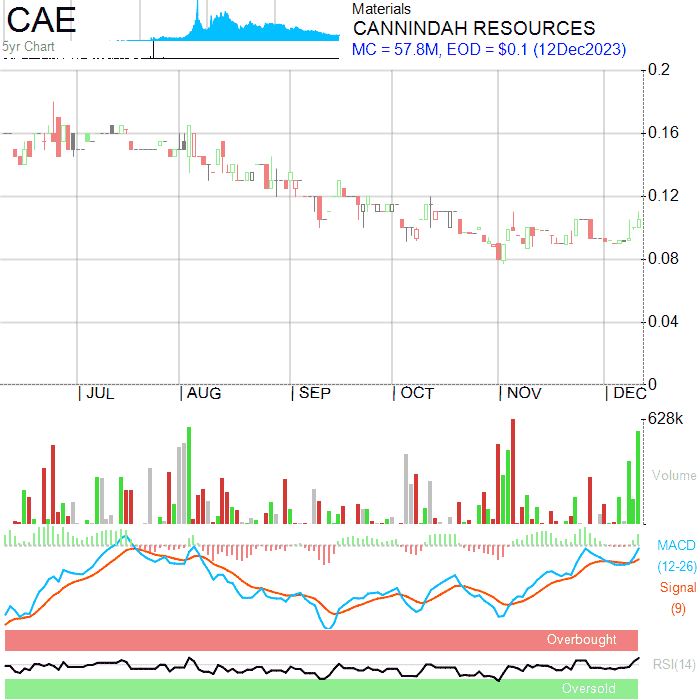 CAE
5yr Chart
Materials
CANNINDAH RESOURCES
MC = 57.8M, EOD = $0.1 (12Dec2023)
0.2
0.16
0.12
0.08
0.04
0
JUL AUG SEP OCT NOV DEC
628k
Volume
MACD
(12-26)
Signal
(9)
Overbought
RSI(14)
Oversold